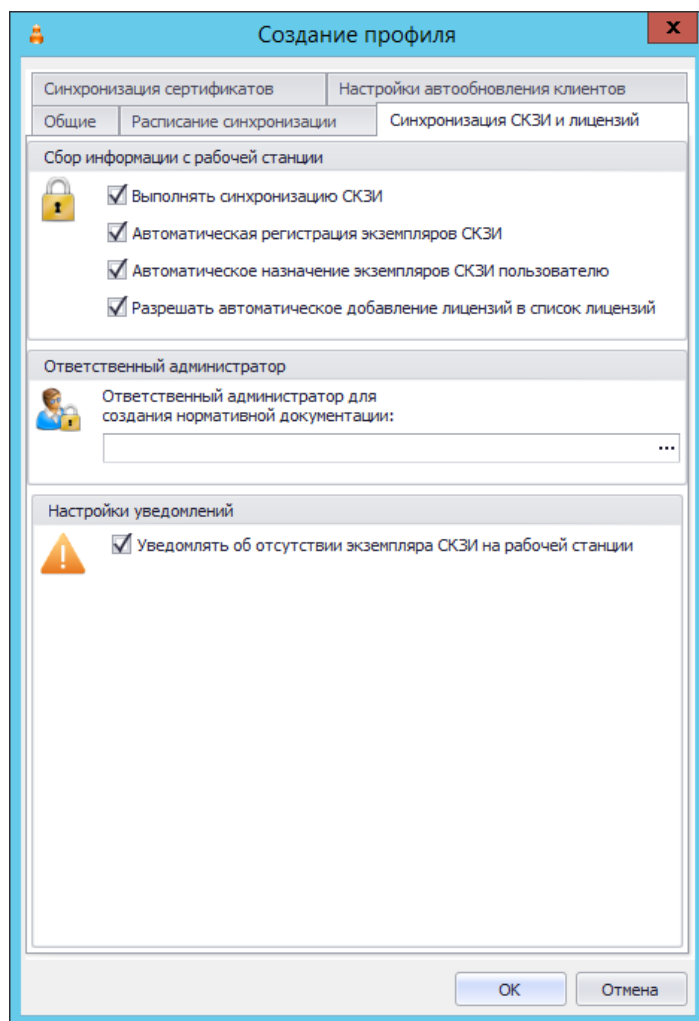 Создание профиля
x
Синхронизация сертификатов
Настройки автообновления клиентов
Общие
Расписание синхронизации
Синхронизация СКЗИ и лицензий
Сбор информации с рабочей станции
Выполнять синхронизацию СКЗИ
Автоматическая регистрация экземпляров СКЗИ
Автоматическое назначение экземпляров СКЗИ пользователю
Разрешать автоматическое добавление лицензий в список лицензий
Ответственный администратор
Ответственный администратор для
создания нормативной документации:
...
Настройки уведомлений
Уведомлять об отсутствии экземпляра СКЗИ на рабочей станции
ОК
Отмена